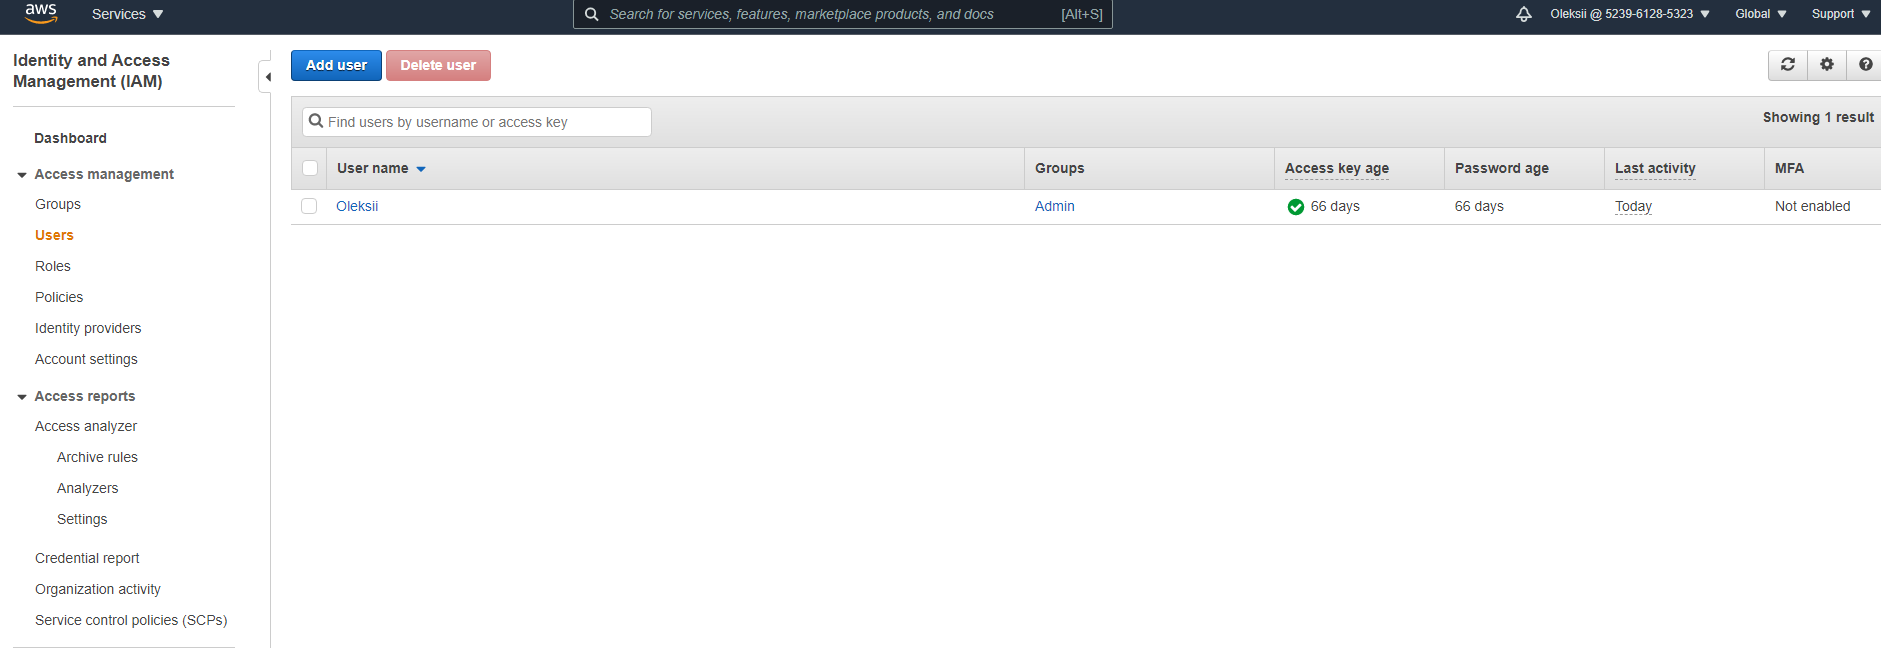 aws
Services
Search for services, features, marketplace products, and docs [Alt+S]
Oleksii @ 5239-6128-5323
Global
Support
Identity and Access
Management (IAM)
Dashboard
Access management
Groups
Users
Roles
Policies
Identity providers
Account settings
Access reports
Access analyzer
Archive rules
Analyzers
Settings
Credential report
Organization activity
Service control policies (SCPs)
Add user
Delete user
Find users by username or access key
Showing 1 result
User name Groups Access key age Password age Last activity MFA
Oleksii Admin 66 days 66 days Today Not enabled